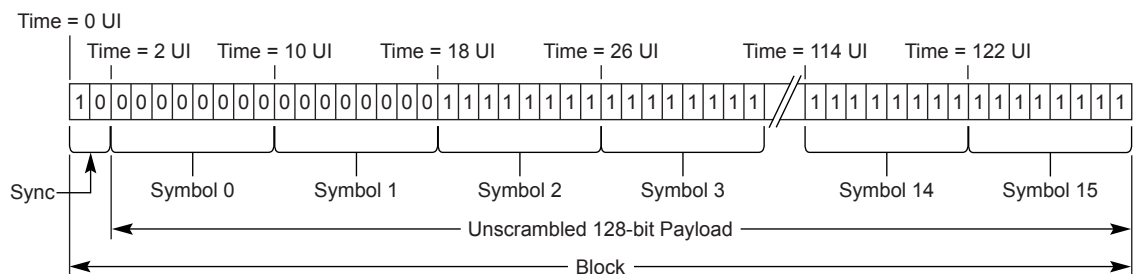 Time = 0 UI
Time = 2 UI Time = 10 UI Time = 18 UI Time = 26 UI Time = 114 UI Time = 122 UI
1 0 0 0 0 0 0 0 0 0 0 0 0 0 0 0 0 0 1 1 1 1 1 1 1 1 1 1 1 1 1 1 1 1 1 1 1 1 1 1 1 1 1 1 1 1 1 1 1 1
Sync Symbol 0 Symbol 1 Symbol 2 Symbol 3 Symbol 14 Symbol 15
Unscrambled 128-bit Payload
Block